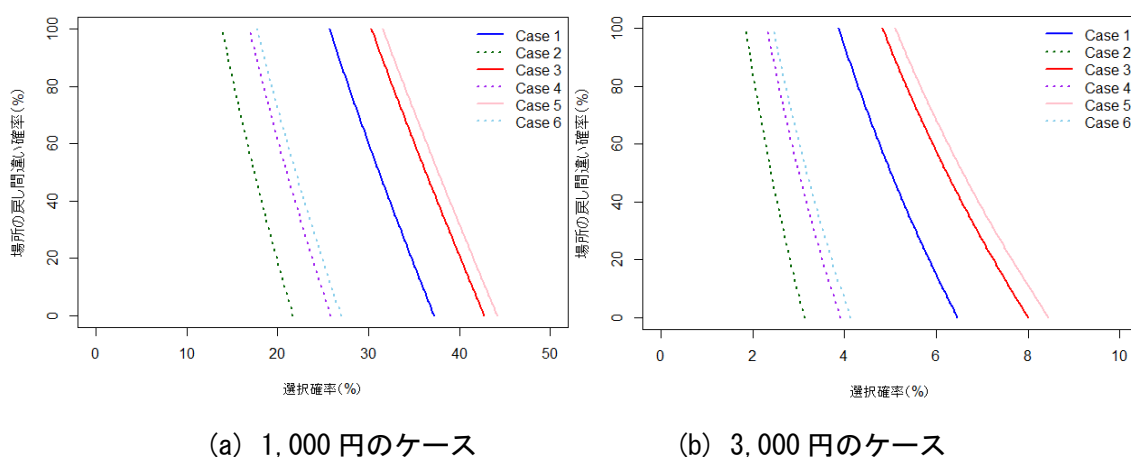 場所の戻し間違い確率(%)
100
80
60
40
20
0
Case 1
Case 2
Case 3
Case 4
Case 5
Case 6
0 10 20 30 40 50
選択確率(%)
(a) 1,000 円のケース
場所の戻し間違い確率(%)
100
80
60
40
20
0
Case 1
Case 2
Case 3
Case 4
Case 5
Case 6
0 2 4 6 8 10
選択確率(%)
(b) 3,000 円のケース